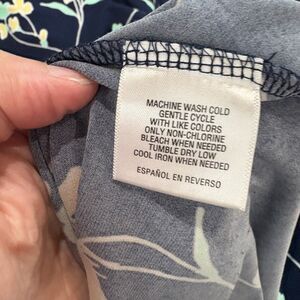 MACHINE WASH COLD
GENTLE CYCLE
WITH LIKE COLORS
ONLY NON-CHLORINE
BLEACH WHEN NEEDED
TUMBLE DRY LOW
COOL IRON WHEN NEEDED
ESPAÑOL EN REVERSO